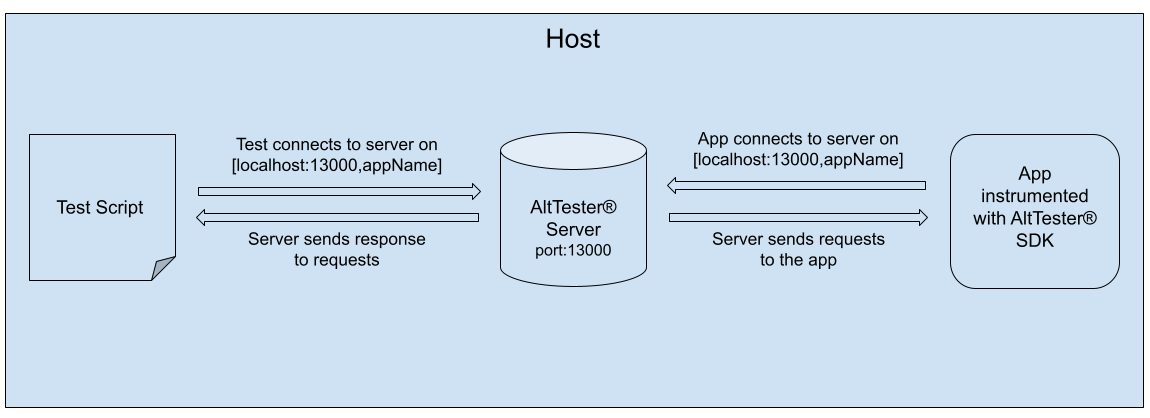 Host
Test Script
Test connects to server on
[localhost:13000,appName]
Server sends response
to requests
AltTester®
Server
port:13000
App connects to server on
[localhost:13000,appName]
Server sends requests
to the app
App
instrumented
with AltTester®
SDK